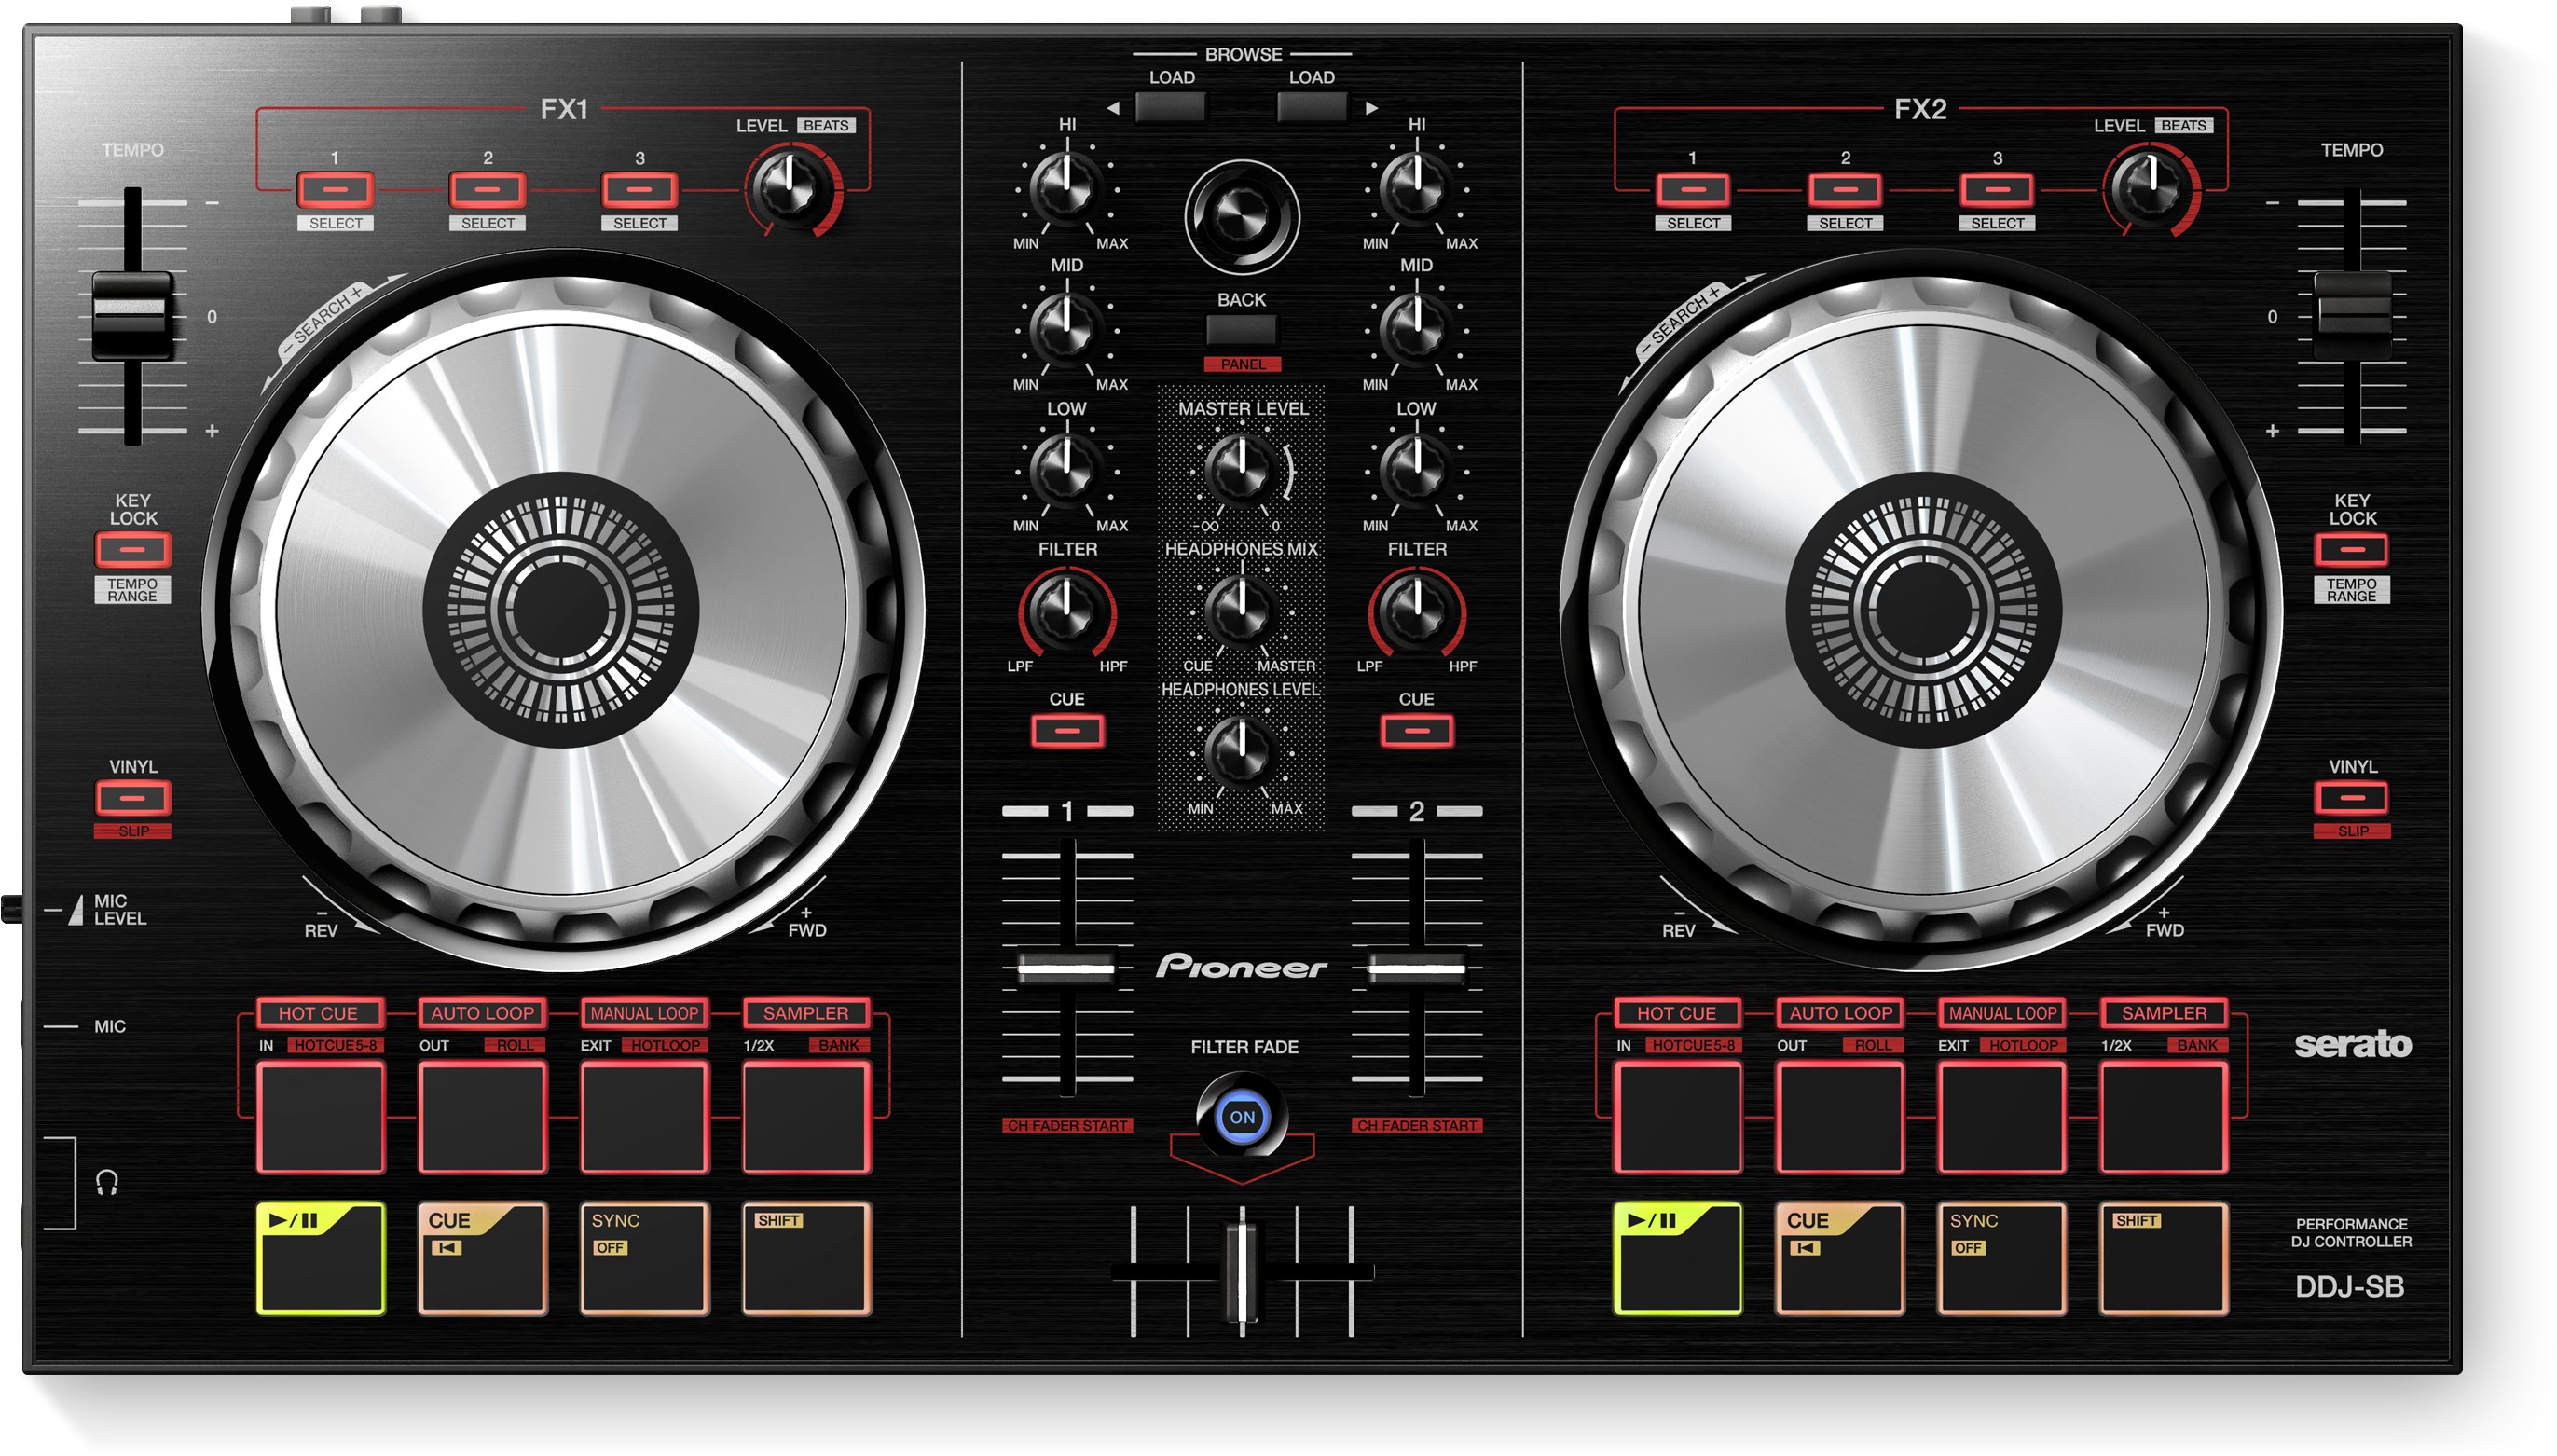 BROWSE
LOAD LOAD
FX1
LEVEL BEATS
1 2 3
SELECT SELECT SELECT
TEMPO
−
0
+
− SEARCH +
KEY
LOCK
TEMPO
RANGE
VINYL
SLIP
MIC
LEVEL
MIC
−
REV
+
FWD
HOT CUE AUTO LOOP MANUAL LOOP SAMPLER
IN HOTCUE5-8 OUT ROLL EXIT HOTLOOP 1/2X BANK
CUE SYNC SHIFT
OFF
HI
MIN MAX
MID
MIN MAX
LOW
MIN MAX
FILTER
LPF HPF
CUE
1
CH FADER START
BACK
PANEL
MASTER LEVEL
-∞ 0
HEADPHONES MIX
CUE MASTER
HEADPHONES LEVEL
MIN MAX
Pioneer
FILTER FADE
ON
HI
MIN MAX
MID
MIN MAX
LOW
MIN MAX
FILTER
LPF HPF
CUE
2
CH FADER START
FX2
LEVEL BEATS
1 2 3
SELECT SELECT SELECT
TEMPO
−
0
+
− SEARCH +
KEY
LOCK
TEMPO
RANGE
VINYL
SLIP
−
REV
+
FWD
HOT CUE AUTO LOOP MANUAL LOOP SAMPLER
IN HOTCUE5-8 OUT ROLL EXIT HOTLOOP 1/2X BANK
CUE SYNC SHIFT
OFF
serato
PERFORMANCE
DJ CONTROLLER
DDJ-SB